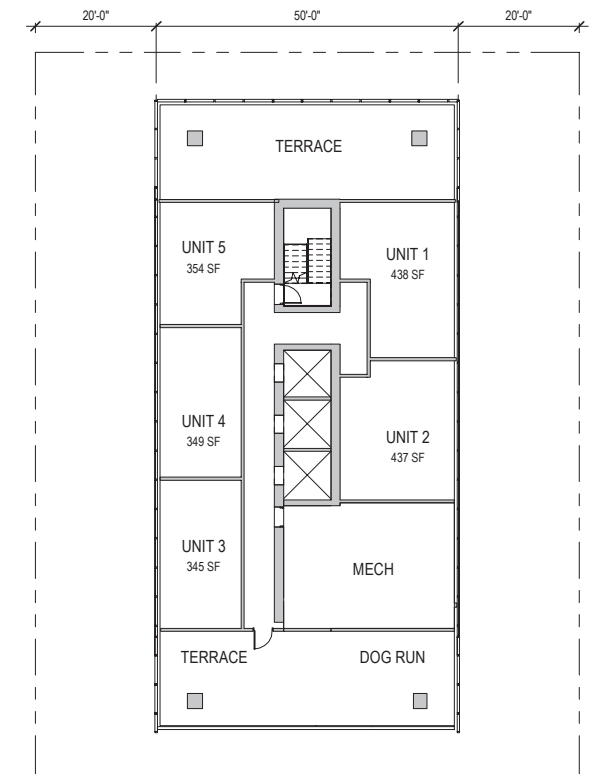 20'-0" 50'-0" 20'-0"
TERRACE
UNIT 5
354 SF
UNIT 1
438 SF
UNIT 4
349 SF
UNIT 2
437 SF
UNIT 3
345 SF
MECH
TERRACE DOG RUN